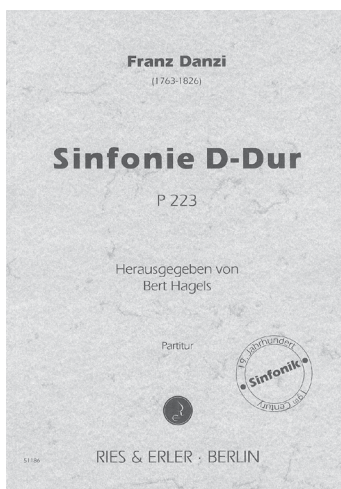 Franz Danzi
(1763-1826)
Sinfonie D-Dur
P 223
Herausgegeben von
Bert Hagels
Partitur
19. Jahrhundert
Sinfonik
19th Century
51186
RIES & ERLER · BERLIN